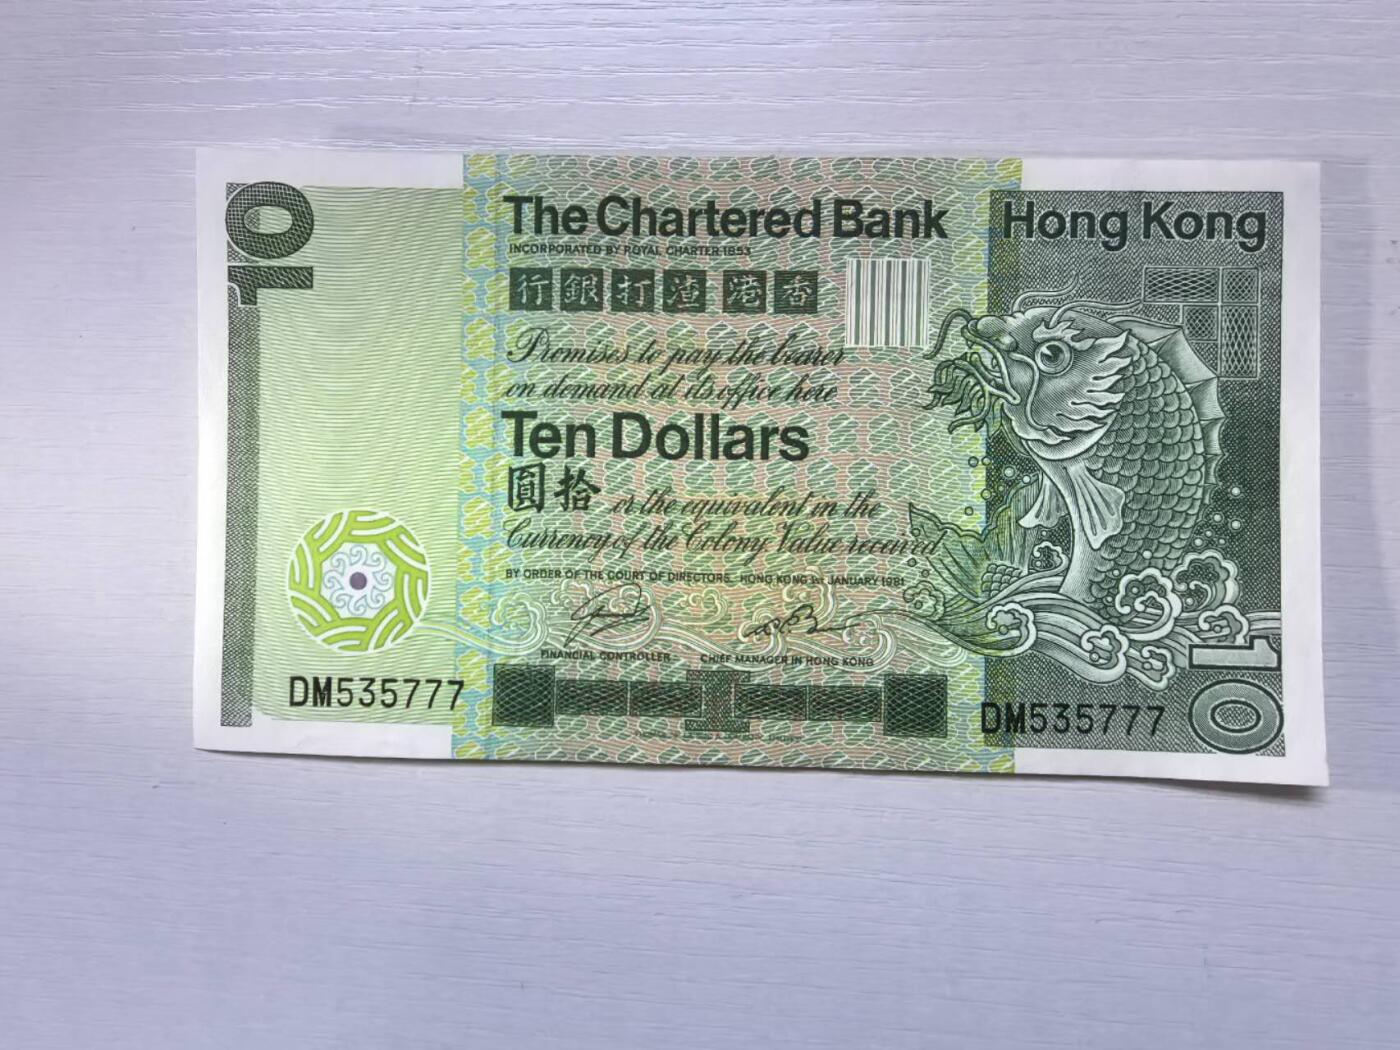 10
The Chartered Bank
Hong Kong
INCORPORATED BY ROYAL CHARTER 1853
行銀打渣港香
Promises to pay the bearer
on demand at its office here
Ten Dollars
圓拾 or the equivalent in the
Currency of the Colony. Value received
BY ORDER OF THE COURT OF DIRECTORS. HONG KONG 1ST JANUARY 1981
FINANCIAL CONTROLLER
CHIEF MANAGER IN HONG KONG
DM535777
DM535777
10